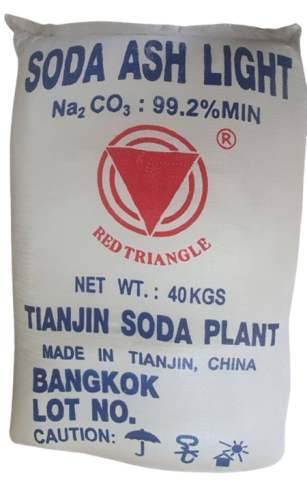 SODA ASH LIGHT
Na₂ CO₃ : 99.2%MIN
®
RED TRIANGLE
NET WT.: 40KGS
TIANJIN SODA PLANT
MADE IN TIANJIN, CHINA
BANGKOK
LOT NO.
CAUTION: